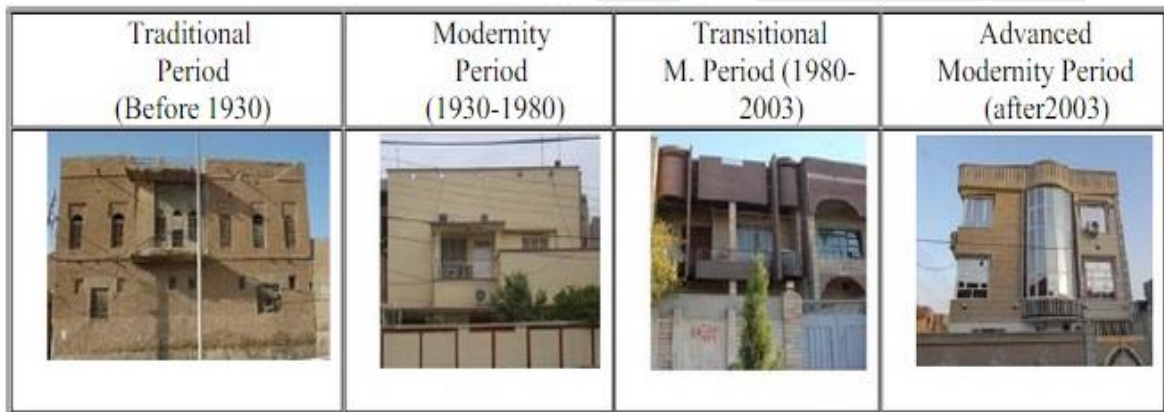 Traditional
Period
(Before 1930)
Modernity
Period
(1930-1980)
Transitional
M. Period (1980-
2003)
Advanced
Modernity Period
(after2003)